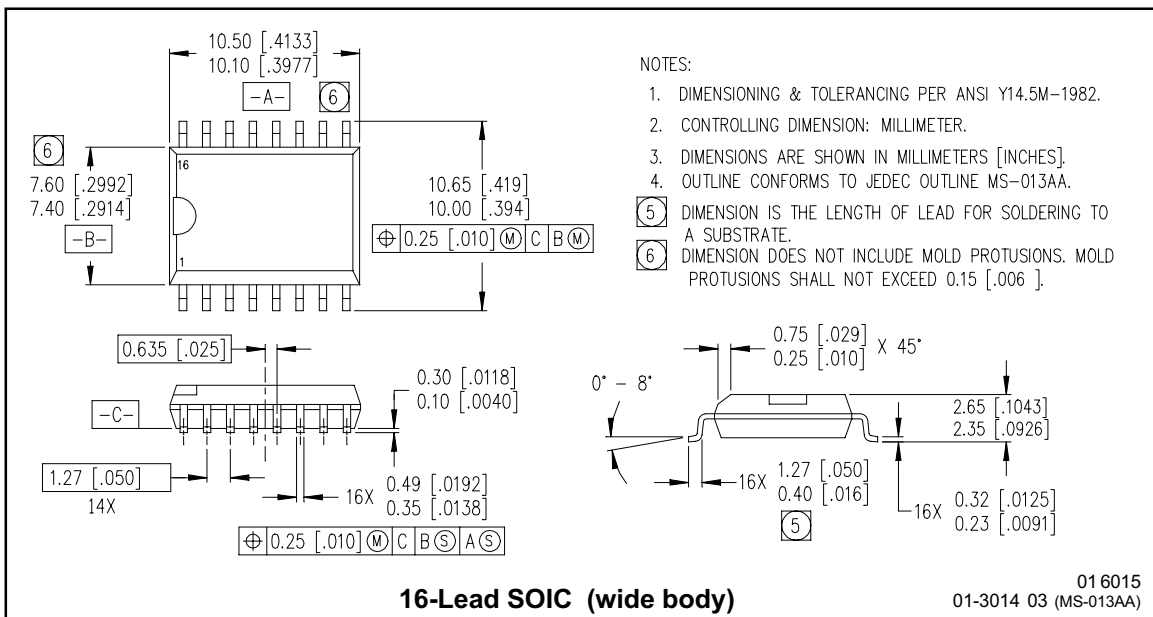 10.50 [.4133]
10.10 [.3977]
-A- 6
6
7.60 [.2992]
7.40 [.2914]
-B-
16
1
10.65 [.419]
10.00 [.394]
⌖ 0.25 [.010] Ⓜ C B Ⓜ
NOTES:
1. DIMENSIONING & TOLERANCING PER ANSI Y14.5M-1982.
2. CONTROLLING DIMENSION: MILLIMETER.
3. DIMENSIONS ARE SHOWN IN MILLIMETERS [INCHES].
4. OUTLINE CONFORMS TO JEDEC OUTLINE MS-013AA.
5 DIMENSION IS THE LENGTH OF LEAD FOR SOLDERING TO
A SUBSTRATE.
6 DIMENSION DOES NOT INCLUDE MOLD PROTUSIONS. MOLD
PROTUSIONS SHALL NOT EXCEED 0.15 [.006 ].
0.635 [.025]
-C-
0.30 [.0118]
0.10 [.0040]
1.27 [.050]
14X
16X 0.49 [.0192]
0.35 [.0138]
⌖ 0.25 [.010] Ⓜ C B Ⓢ A Ⓢ
0.75 [.029]
0.25 [.010] X 45°
0° - 8°
2.65 [.1043]
2.35 [.0926]
16X 1.27 [.050]
0.40 [.016]
5
16X 0.32 [.0125]
0.23 [.0091]
16-Lead SOIC (wide body)
01 6015
01-3014 03 (MS-013AA)